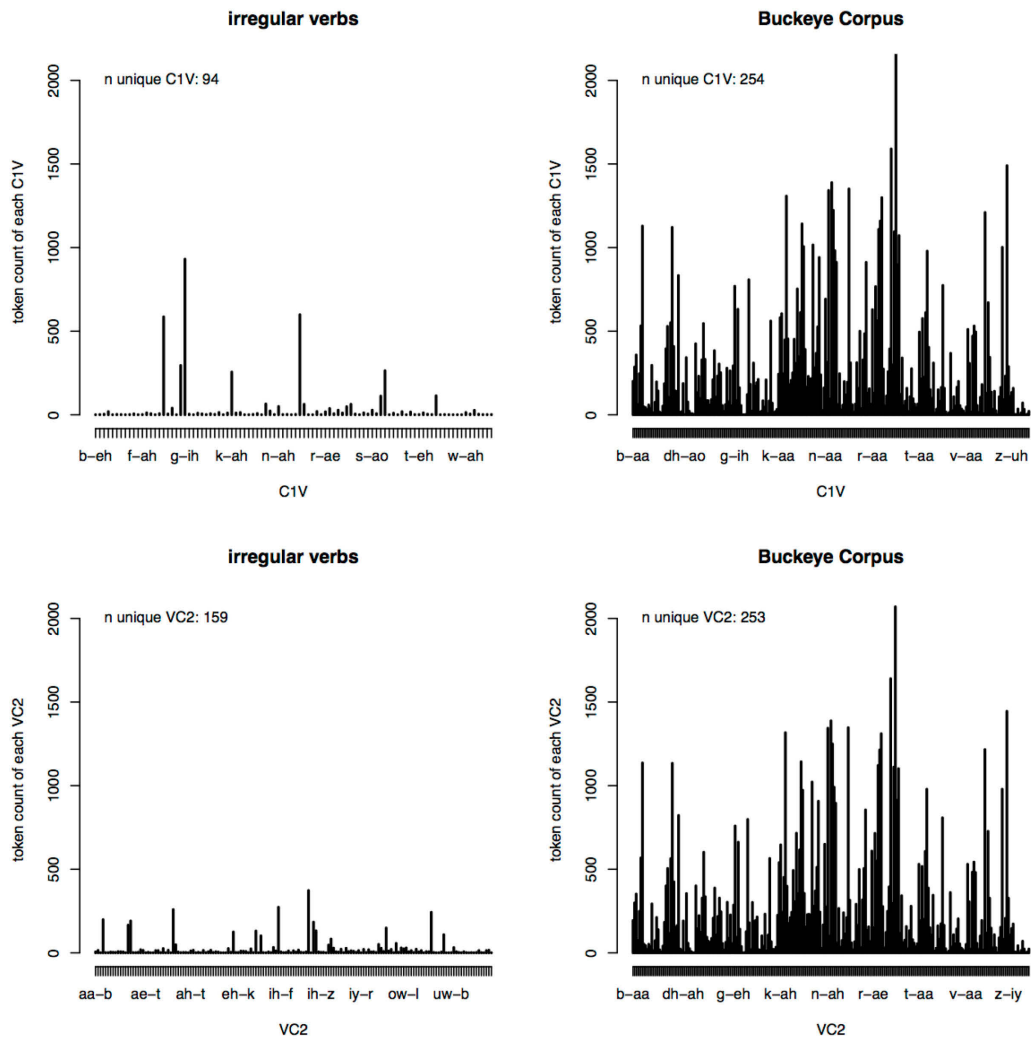 irregular verbs
n unique C1V: 94
token count of each C1V
2000
1500
1000
500
0
b−eh f−ah g−ih k−ah n−ah r−ae s−ao t−eh w−ah
C1V
Buckeye Corpus
n unique C1V: 254
token count of each C1V
2000
1500
1000
500
0
b−aa dh−ao g−ih k−aa n−aa r−aa t−aa v−aa z−uh
C1V
irregular verbs
n unique VC2: 159
token count of each VC2
2000
1500
1000
500
0
aa−b ae−t ah−t eh−k ih−f ih−z iy−r ow−l uw−b
VC2
Buckeye Corpus
n unique VC2: 253
token count of each VC2
2000
1500
1000
500
0
b−aa dh−ah g−eh k−ah n−ah r−ae t−aa v−aa z−iy
VC2